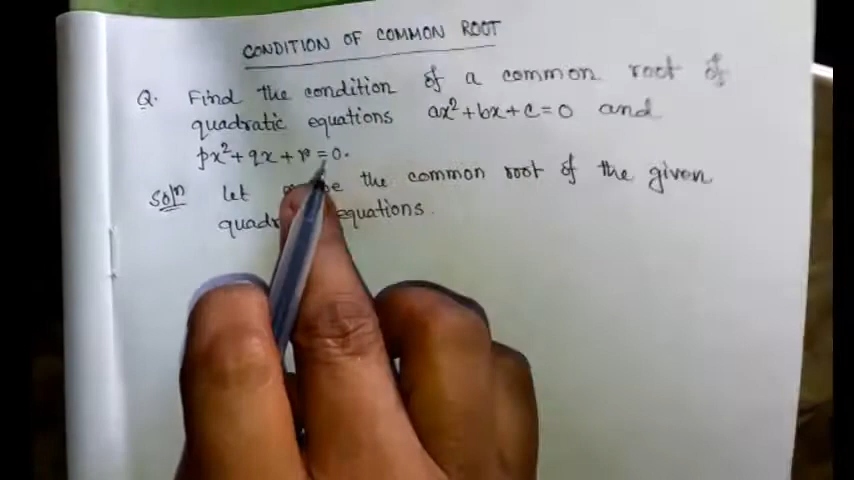 CONDITION OF COMMON ROOT
Q. Find the condition of a common root of
quadratic equations ax²+bx+c=0 and
px²+qx+r=0.
Solⁿ Let be the common root of the given
equations.